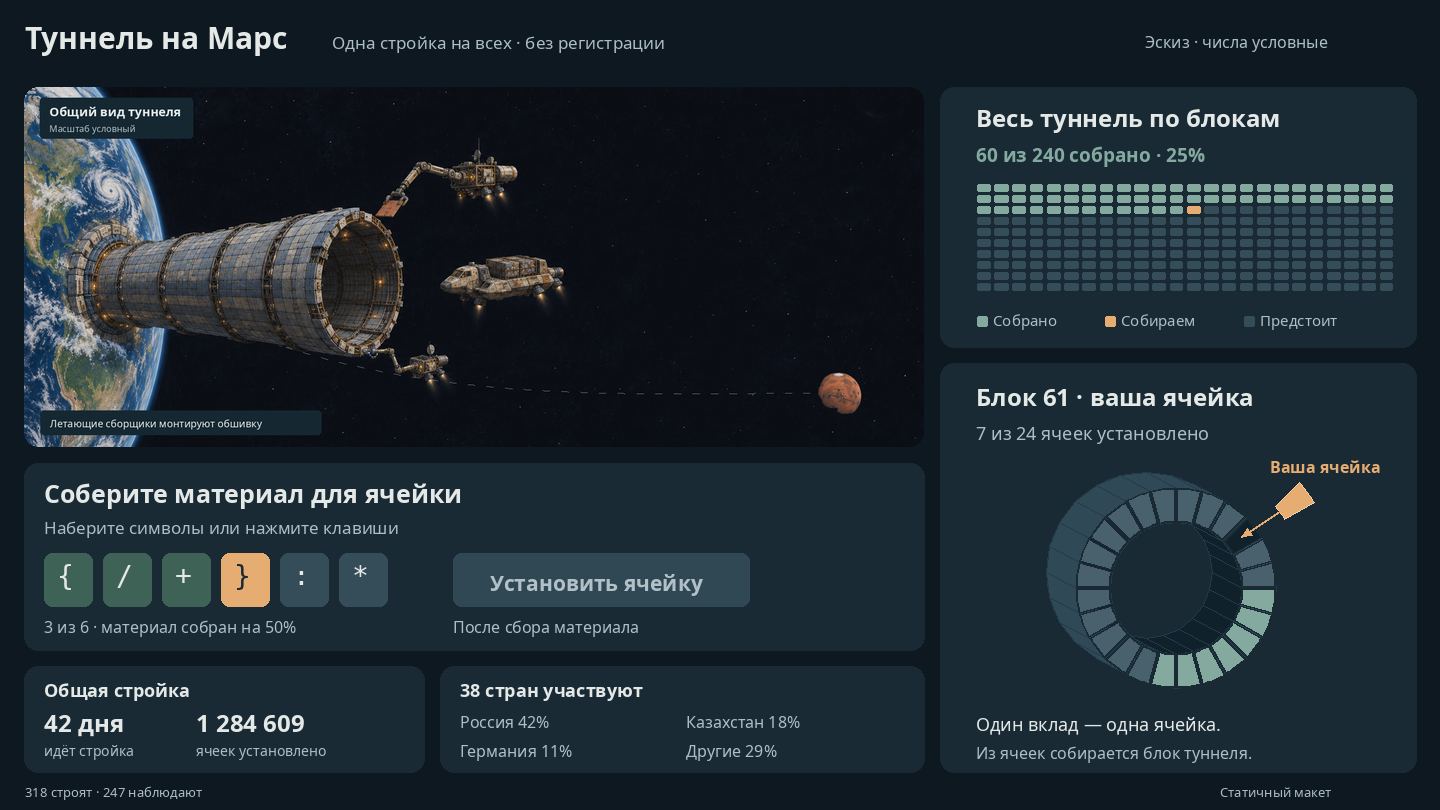 Туннель на Марс
Одна стройка на всех · без регистрации
Эскиз · числа условные
Общий вид туннеля
Масштаб условный
Летающие сборщики монтируют обшивку
Весь туннель по блокам
60 из 240 собрано · 25%
Собрано
Собираем
Предстоит
Соберите материал для ячейки
Наберите символы или нажмите клавиши
{ / + } : *
Установить ячейку
3 из 6 · материал собран на 50%
После сбора материала
Блок 61 · ваша ячейка
7 из 24 ячеек установлено
Ваша ячейка
Один вклад — одна ячейка.
Из ячеек собирается блок туннеля.
Общая стройка
42 дня
идёт стройка
1 284 609
ячеек установлено
38 стран участвуют
Россия 42%
Казахстан 18%
Германия 11%
Другие 29%
318 строят · 247 наблюдают
Статичный макет